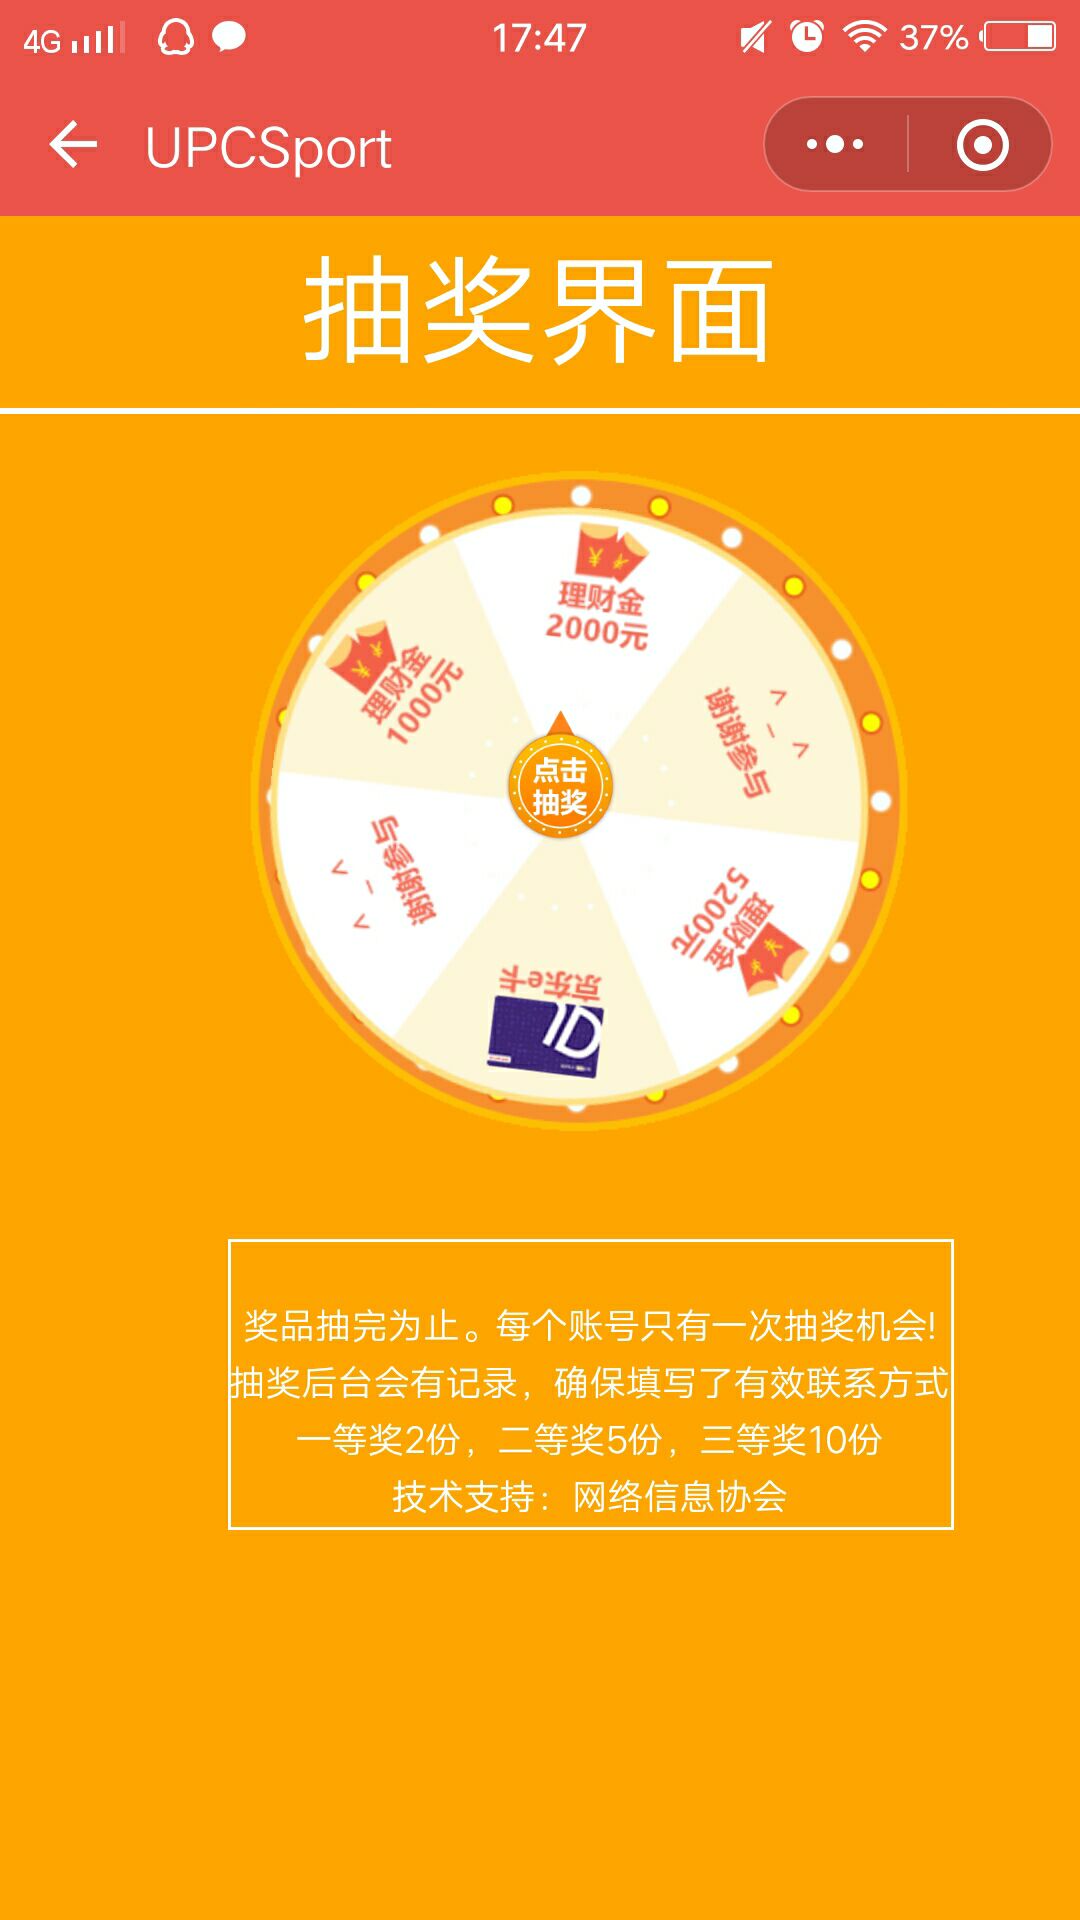 4G
17:47
37%
UPCSport
抽奖界面
理财金
2000元
理财金
1000元
谢谢参与
点击
抽奖
谢谢参与
理财金
5200元
京东e卡
奖品抽完为止。每个账号只有一次抽奖机会!
抽奖后台会有记录，确保填写了有效联系方式
一等奖2份，二等奖5份，三等奖10份
技术支持：网络信息协会